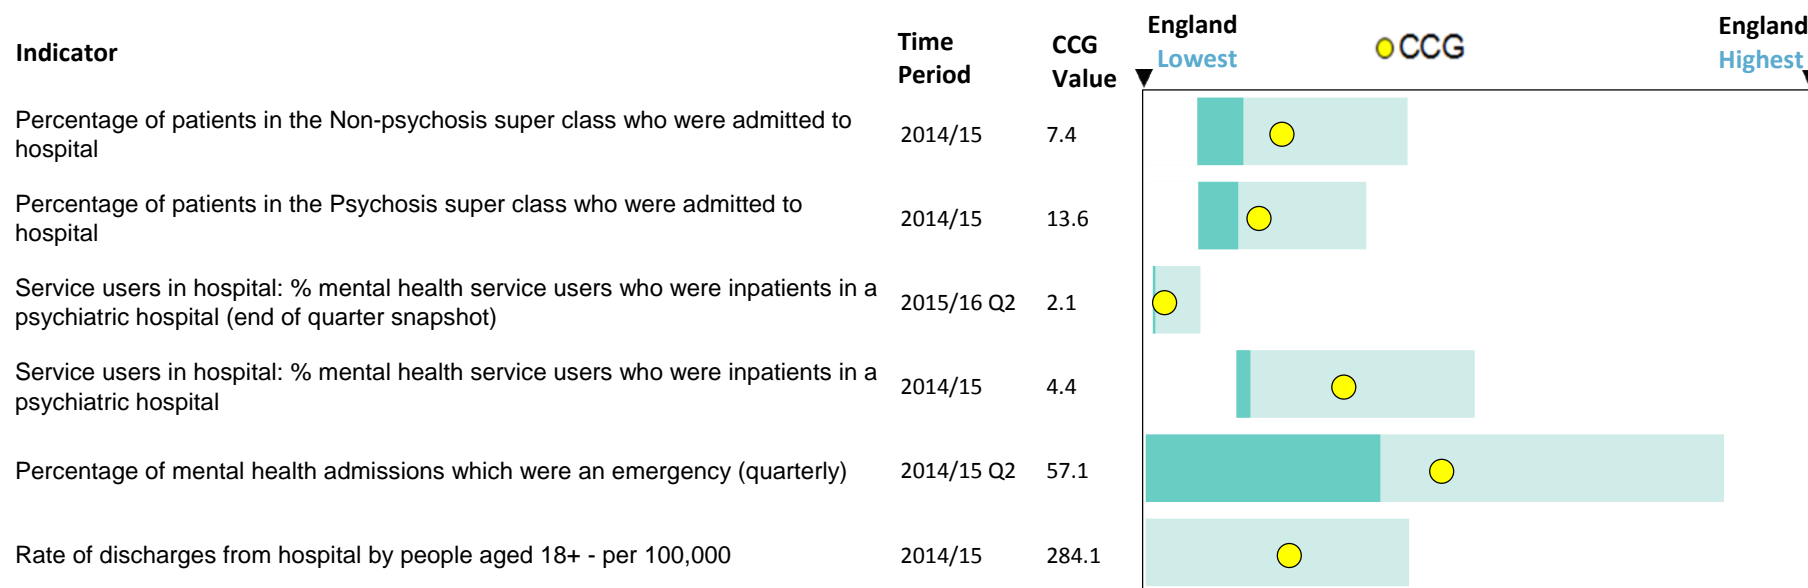 Indicator
Time
Period
CCG
Value
England
Lowest
CCG
England
Highest
Percentage of patients in the Non-psychosis super class who were admitted to
hospital
2014/15
7.4
Percentage of patients in the Psychosis super class who were admitted to
hospital
2014/15
13.6
Service users in hospital: % mental health service users who were inpatients in a
psychiatric hospital (end of quarter snapshot)
2015/16 Q2
2.1
Service users in hospital: % mental health service users who were inpatients in a
psychiatric hospital
2014/15
4.4
Percentage of mental health admissions which were an emergency (quarterly)
2014/15 Q2
57.1
Rate of discharges from hospital by people aged 18+ - per 100,000
2014/15
284.1